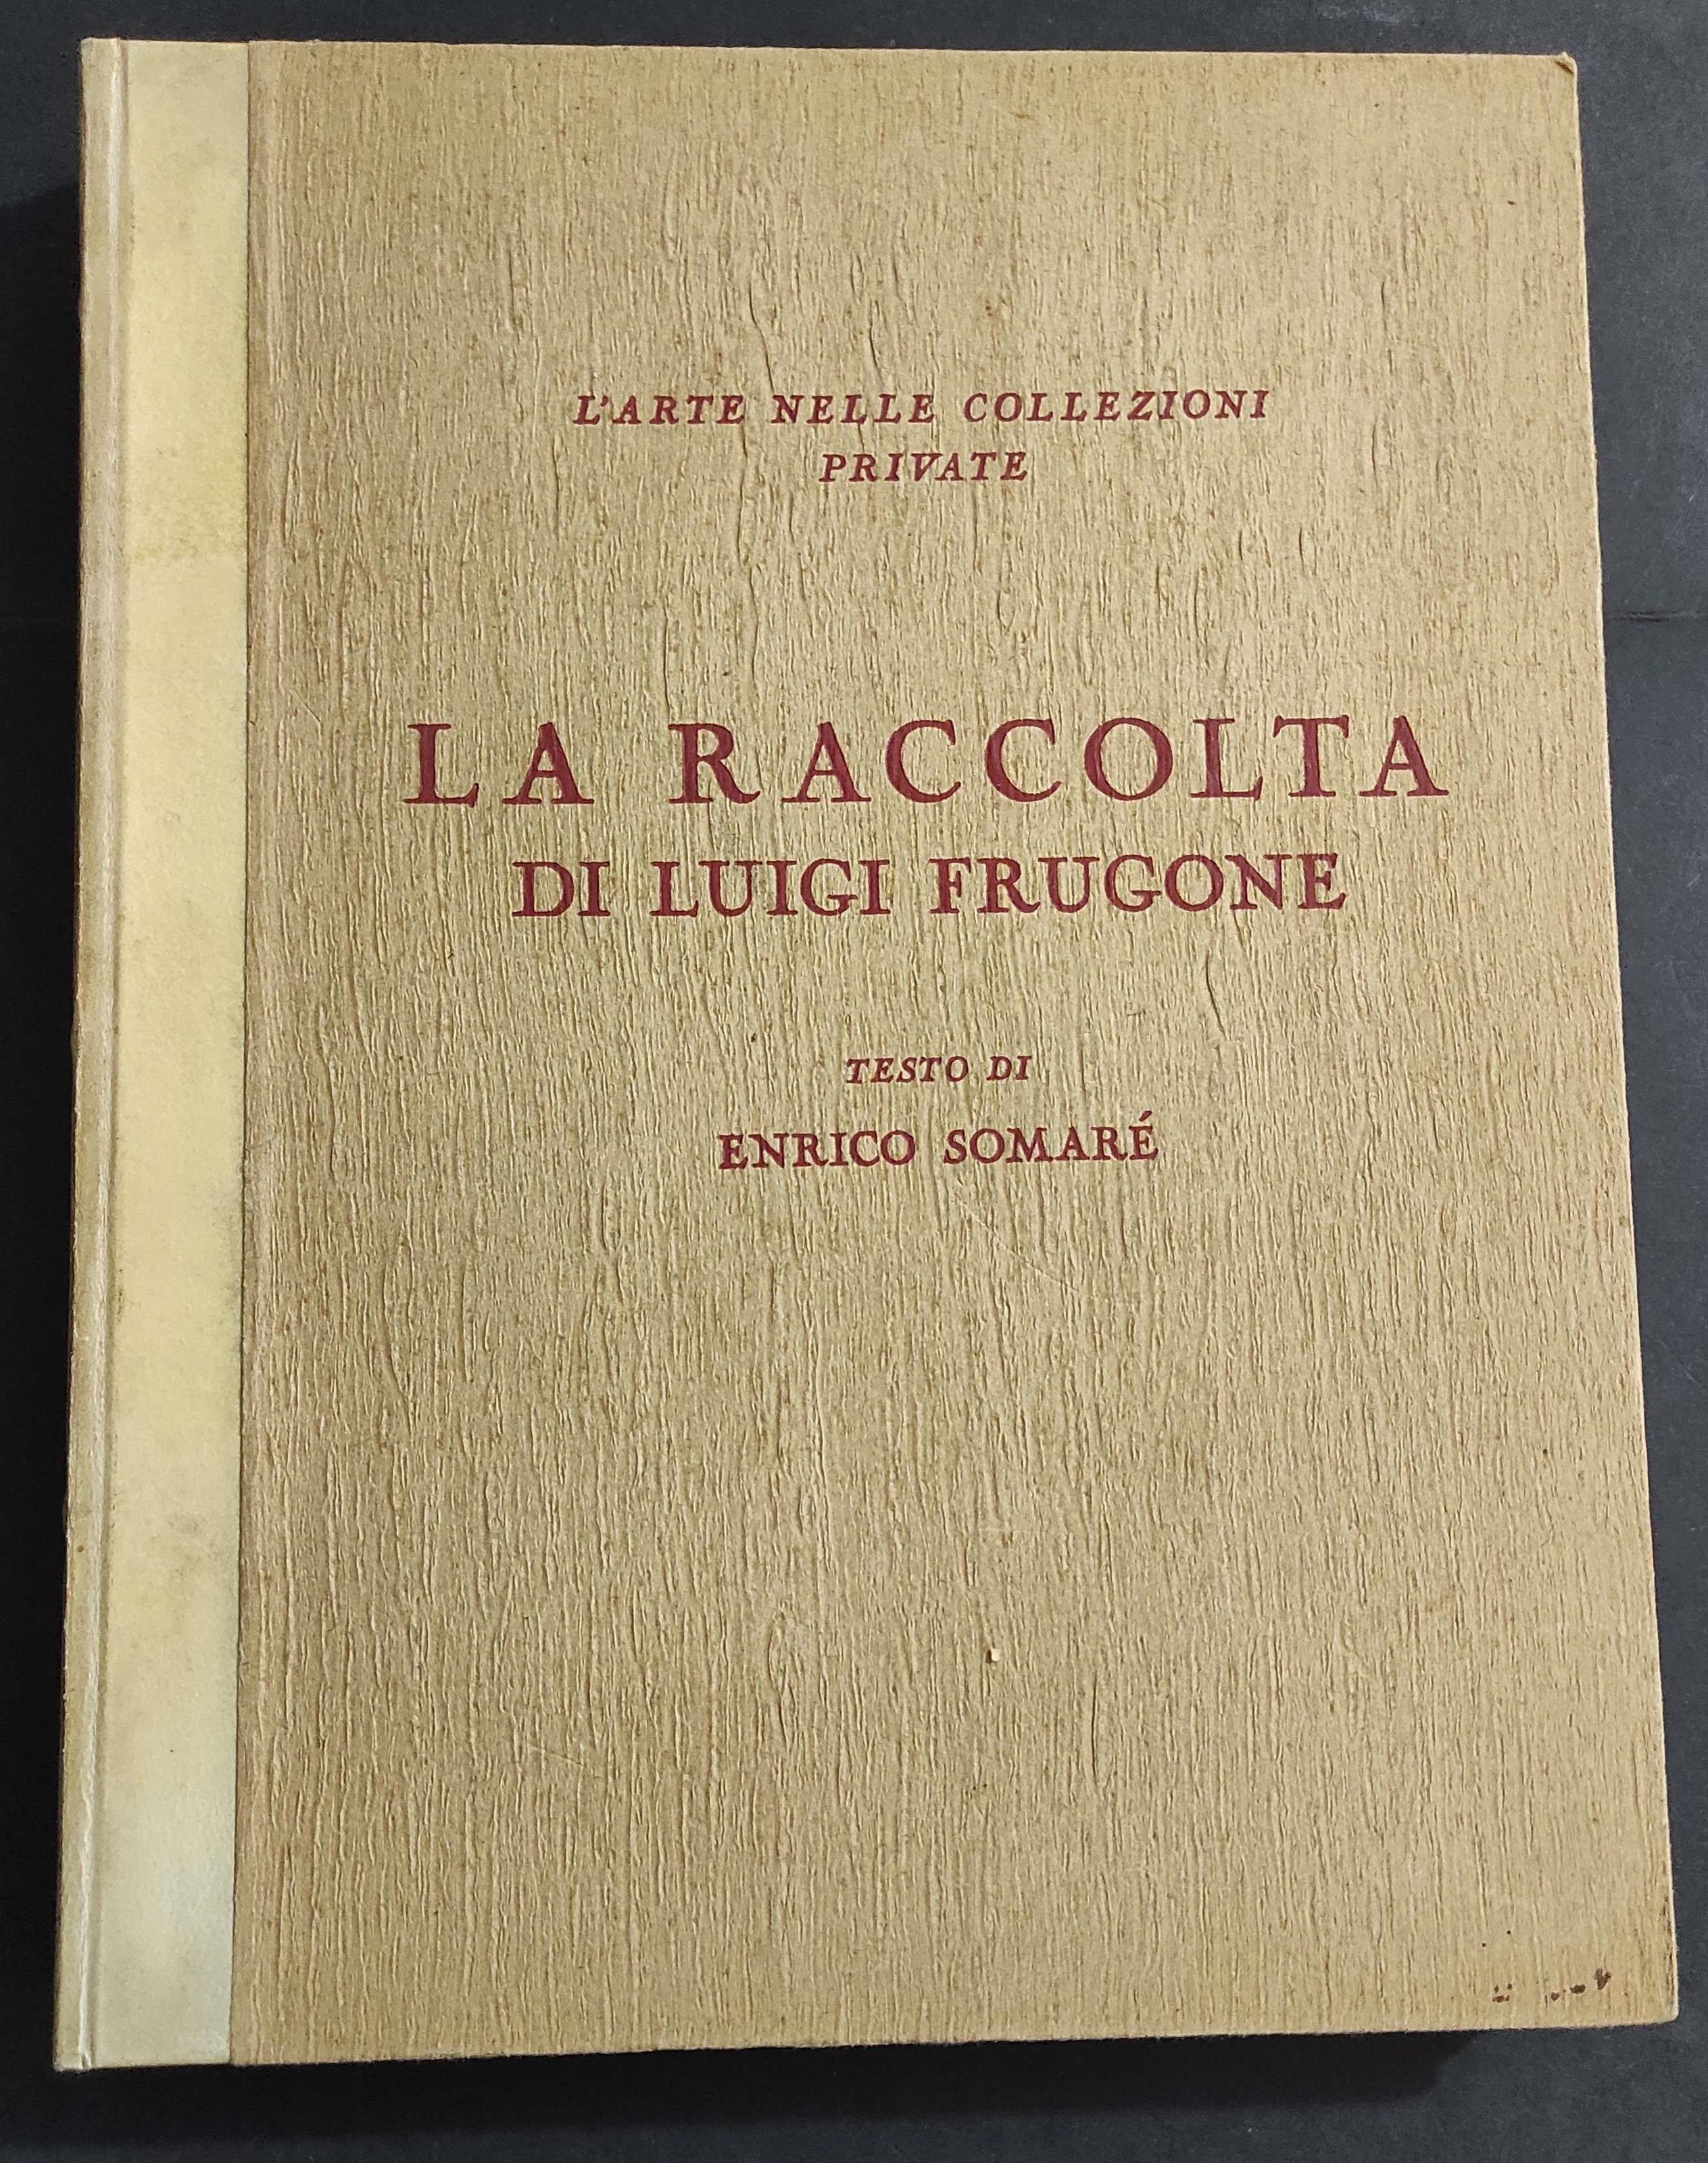 L'ARTE NELLE COLLEZIONI
PRIVATE
LA RACCOLTA
DI LUIGI FRUGONE
TESTO DI
ENRICO SOMARÉ